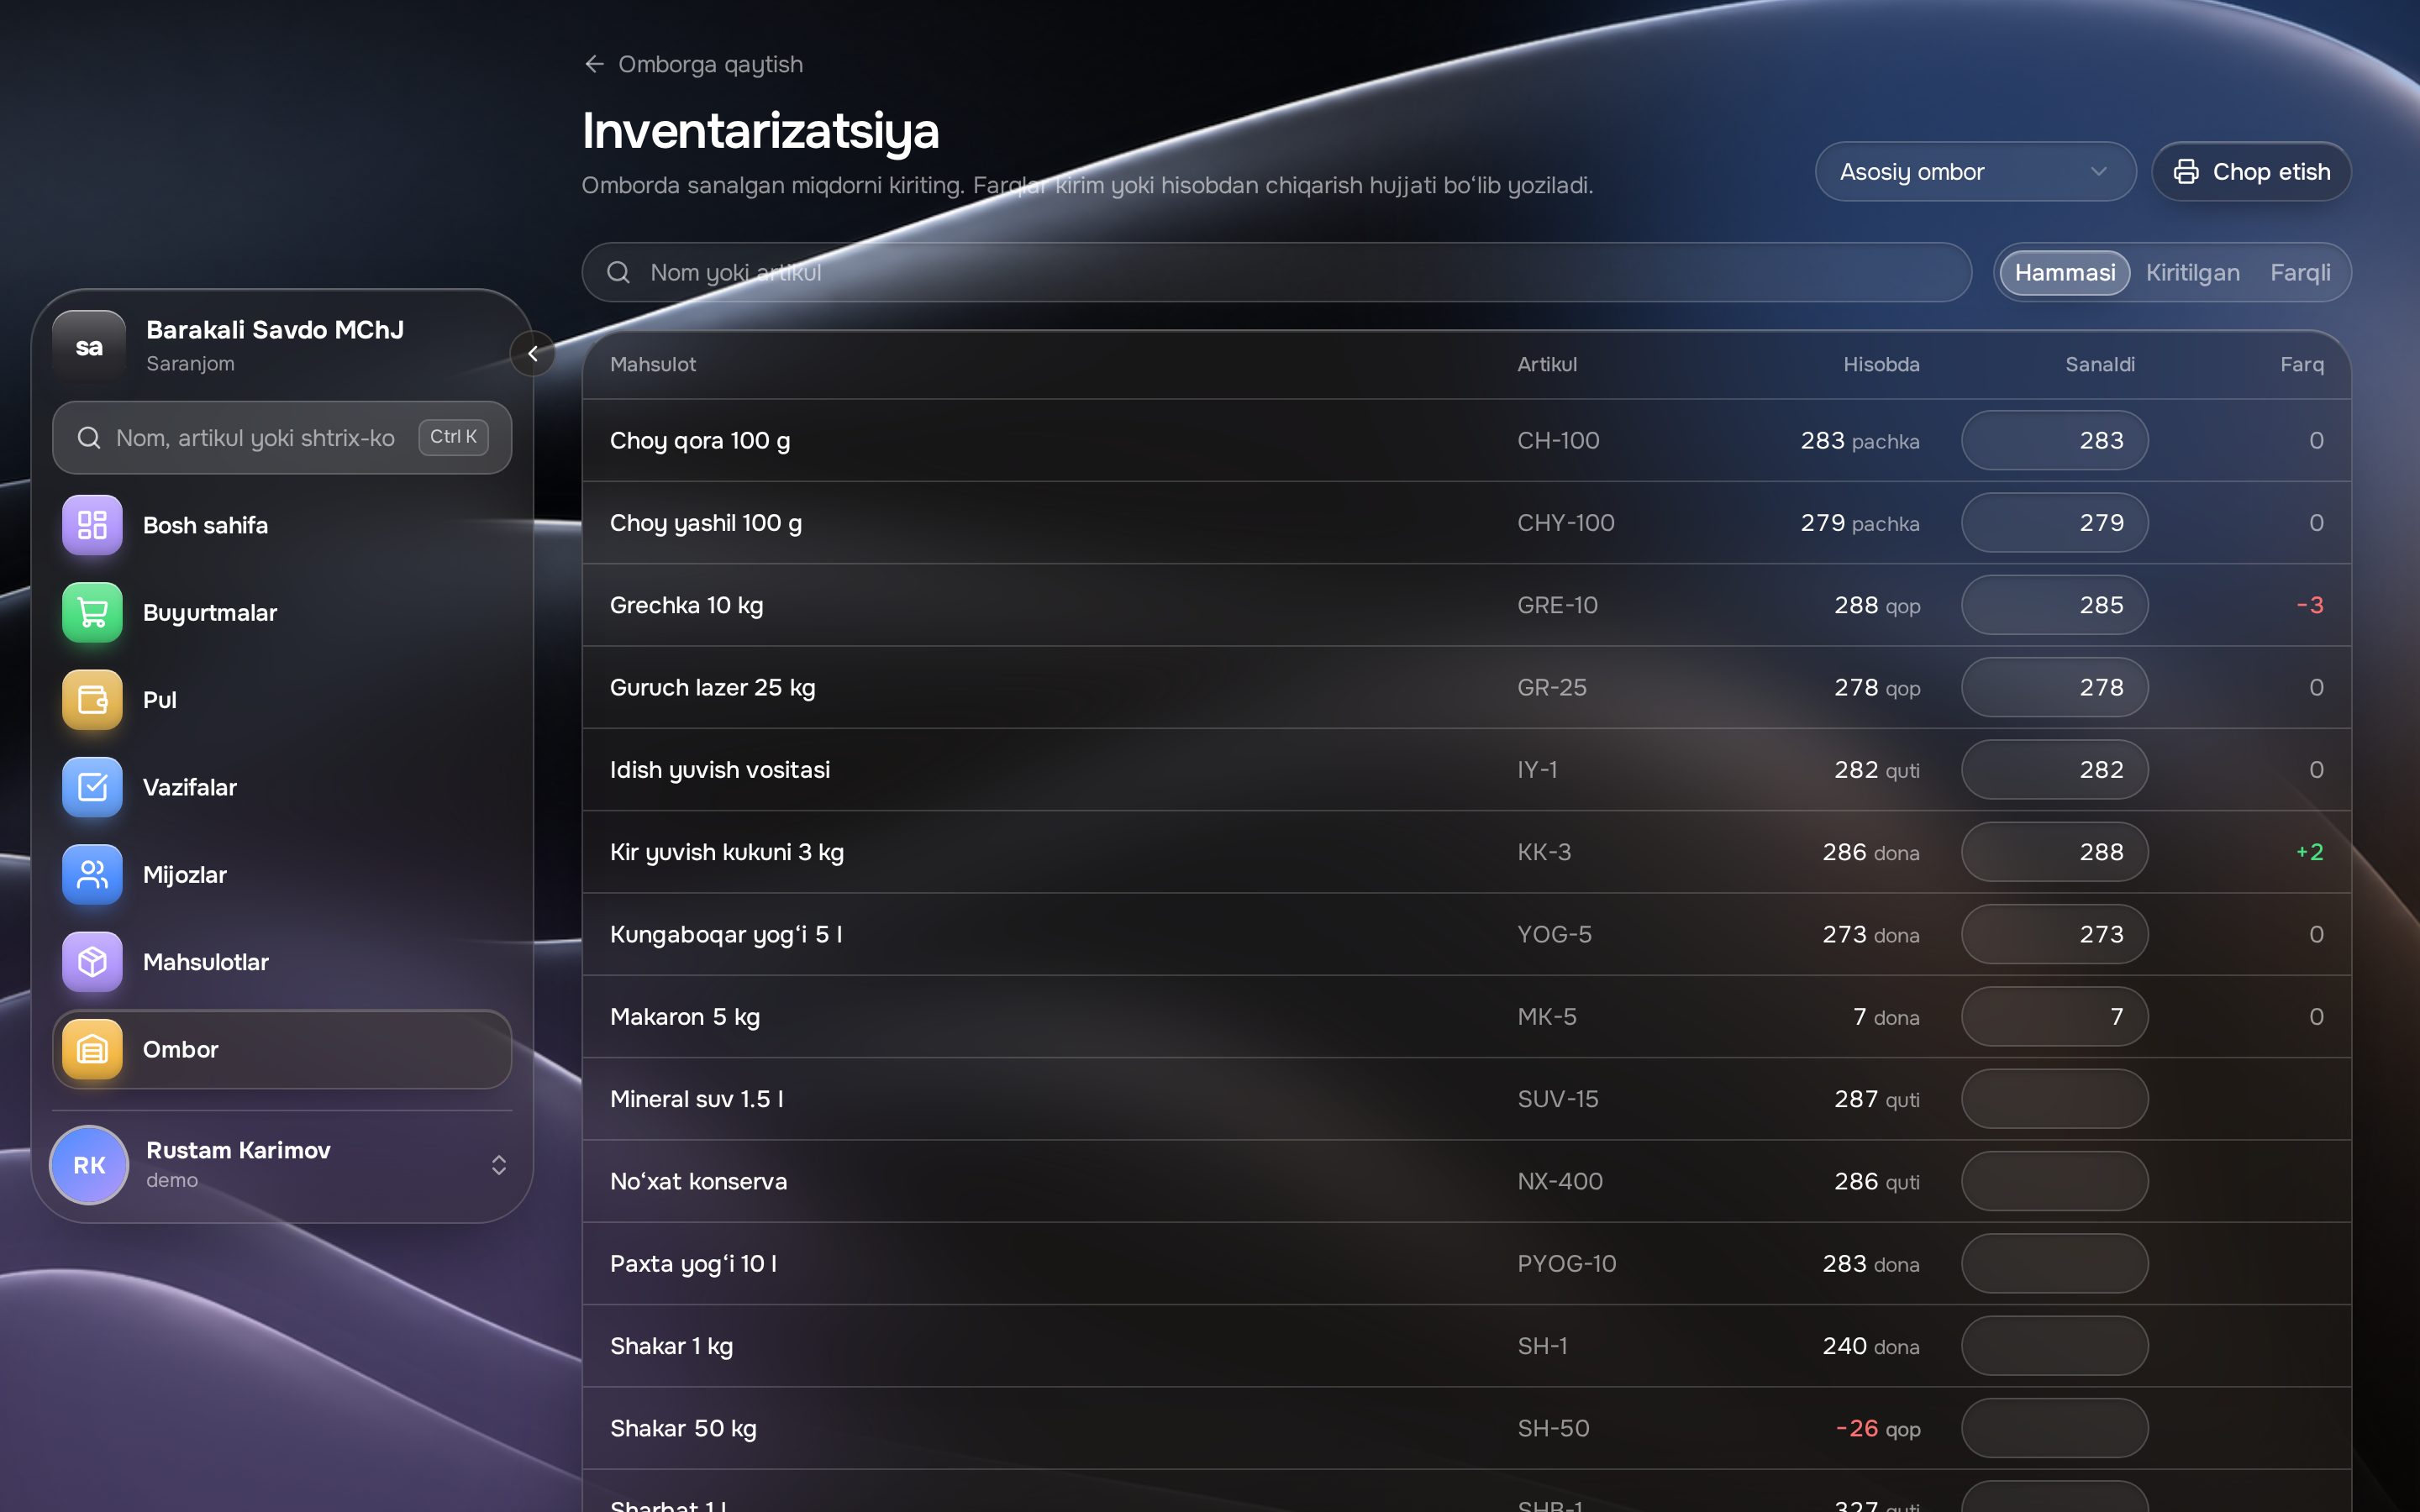 Omborga qaytish
Inventarizatsiya
Omborda sanalgan miqdorni kiriting. Farqlar kirim yoki hisobdan chiqarish hujjati bo‘lib yoziladi.
Asosiy ombor
Chop etish
Nom yoki artikul
Hammasi Kiritilgan Farqli
sa
Barakali Savdo MChJ
Saranjom
Nom, artikul yoki shtrix-ko
Ctrl K
Bosh sahifa
Buyurtmalar
Pul
Vazifalar
Mijozlar
Mahsulotlar
Ombor
RK
Rustam Karimov
demo
Mahsulot Artikul Hisobda Sanaldi Farq
Choy qora 100 g CH-100 283 pachka 283 0
Choy yashil 100 g CHY-100 279 pachka 279 0
Grechka 10 kg GRE-10 288 qop 285 −3
Guruch lazer 25 kg GR-25 278 qop 278 0
Idish yuvish vositasi IY-1 282 quti 282 0
Kir yuvish kukuni 3 kg KK-3 286 dona 288 +2
Kungaboqar yog‘i 5 l YOG-5 273 dona 273 0
Makaron 5 kg MK-5 7 dona 7 0
Mineral suv 1.5 l SUV-15 287 quti
No‘xat konserva NX-400 286 quti
Paxta yog‘i 10 l PYOG-10 283 dona
Shakar 1 kg SH-1 240 dona
Shakar 50 kg SH-50 −26 qop
Sharbat 1 l SHB-1 327 quti